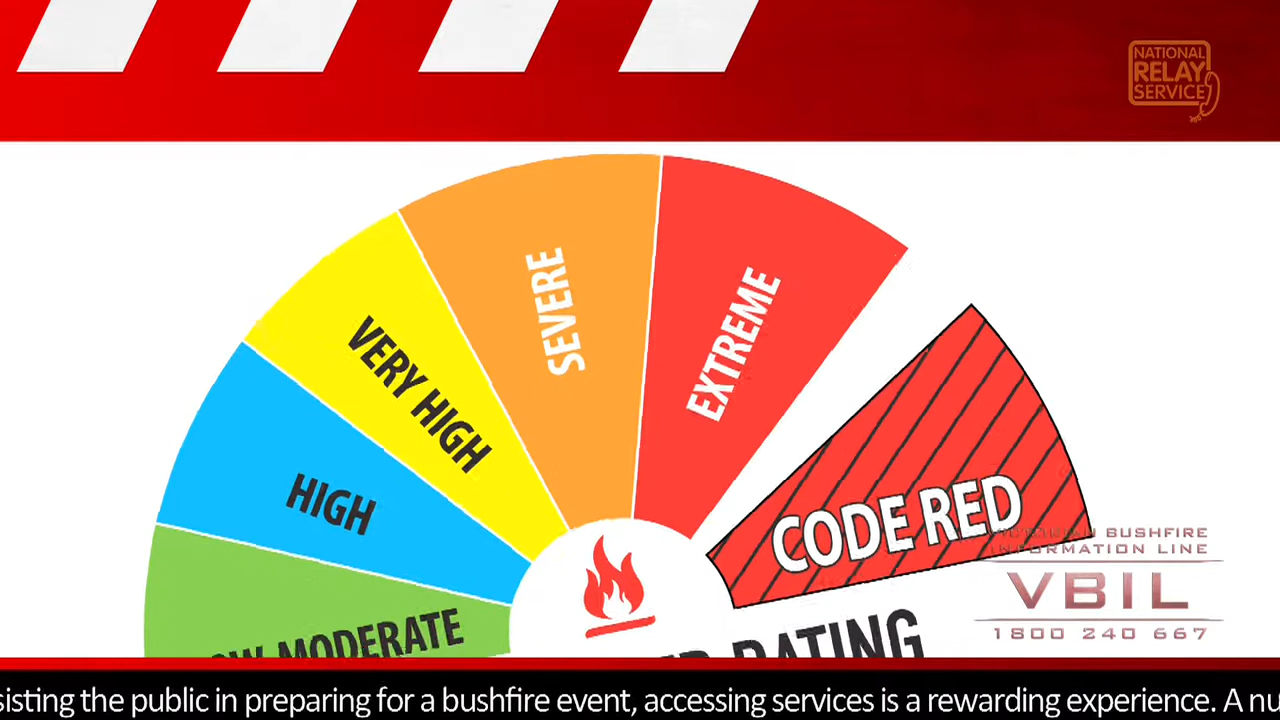 NATIONAL
RELAY
SERVICE
SEVERE
EXTREME
VERY HIGH
HIGH
CODE RED
BUSHFIRE
INFORMATION LINE
VBIL
1800 240 667
MODERATE
RATING
sisting the public in preparing for a bushfire event, accessing services is a rewarding experience. A nu